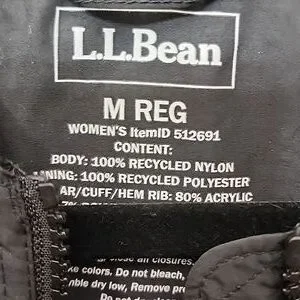 L.L.Bean
M REG
WOMEN'S ItemID 512691
CONTENT:
BODY: 100% RECYCLED NYLON
LINING: 100% RECYCLED POLYESTER
AR/CUFF/HEM RIB: 80% ACRYLIC
close all closures,
ke colors. Do not bleach,
mble dry low, Remove pr